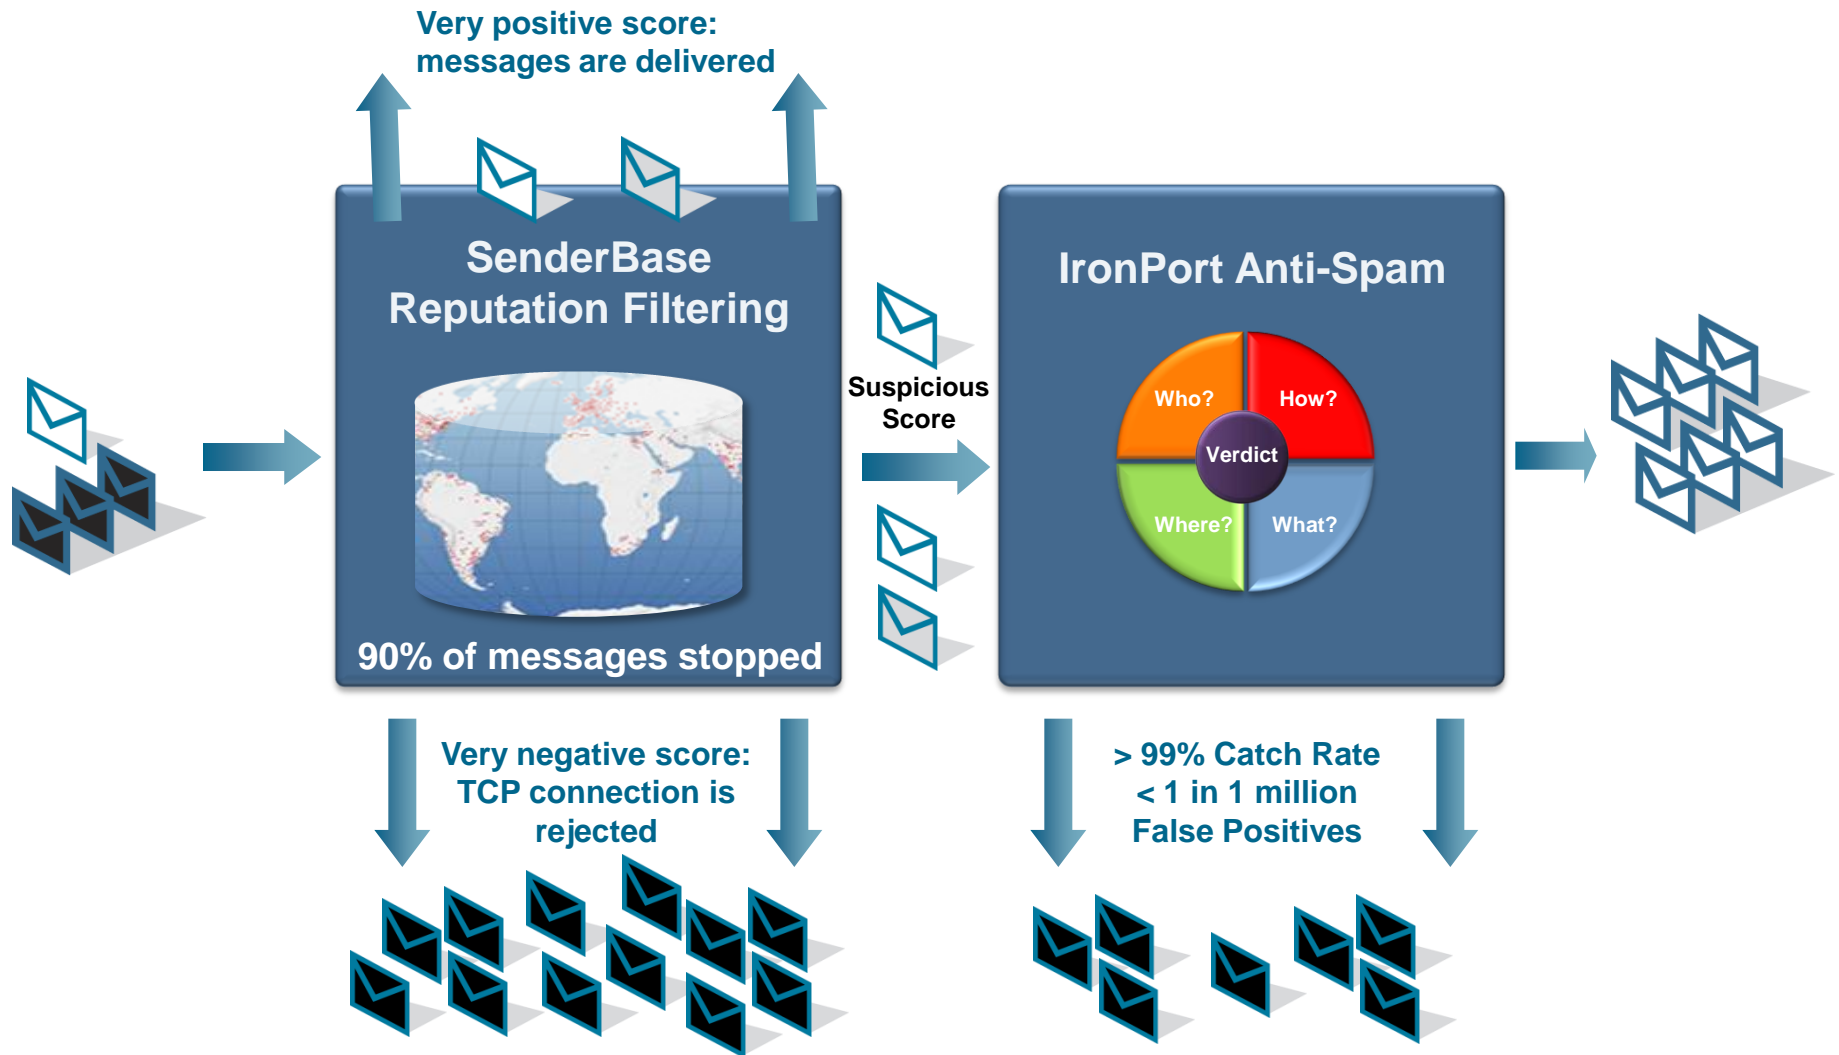 Very positive score:
messages are delivered
SenderBase
Reputation Filtering
90% of messages stopped
Very negative score:
TCP connection is
rejected
Suspicious
Score
IronPort Anti-Spam
Who?
How?
Verdict
Where?
What?
> 99% Catch Rate
< 1 in 1 million
False Positives